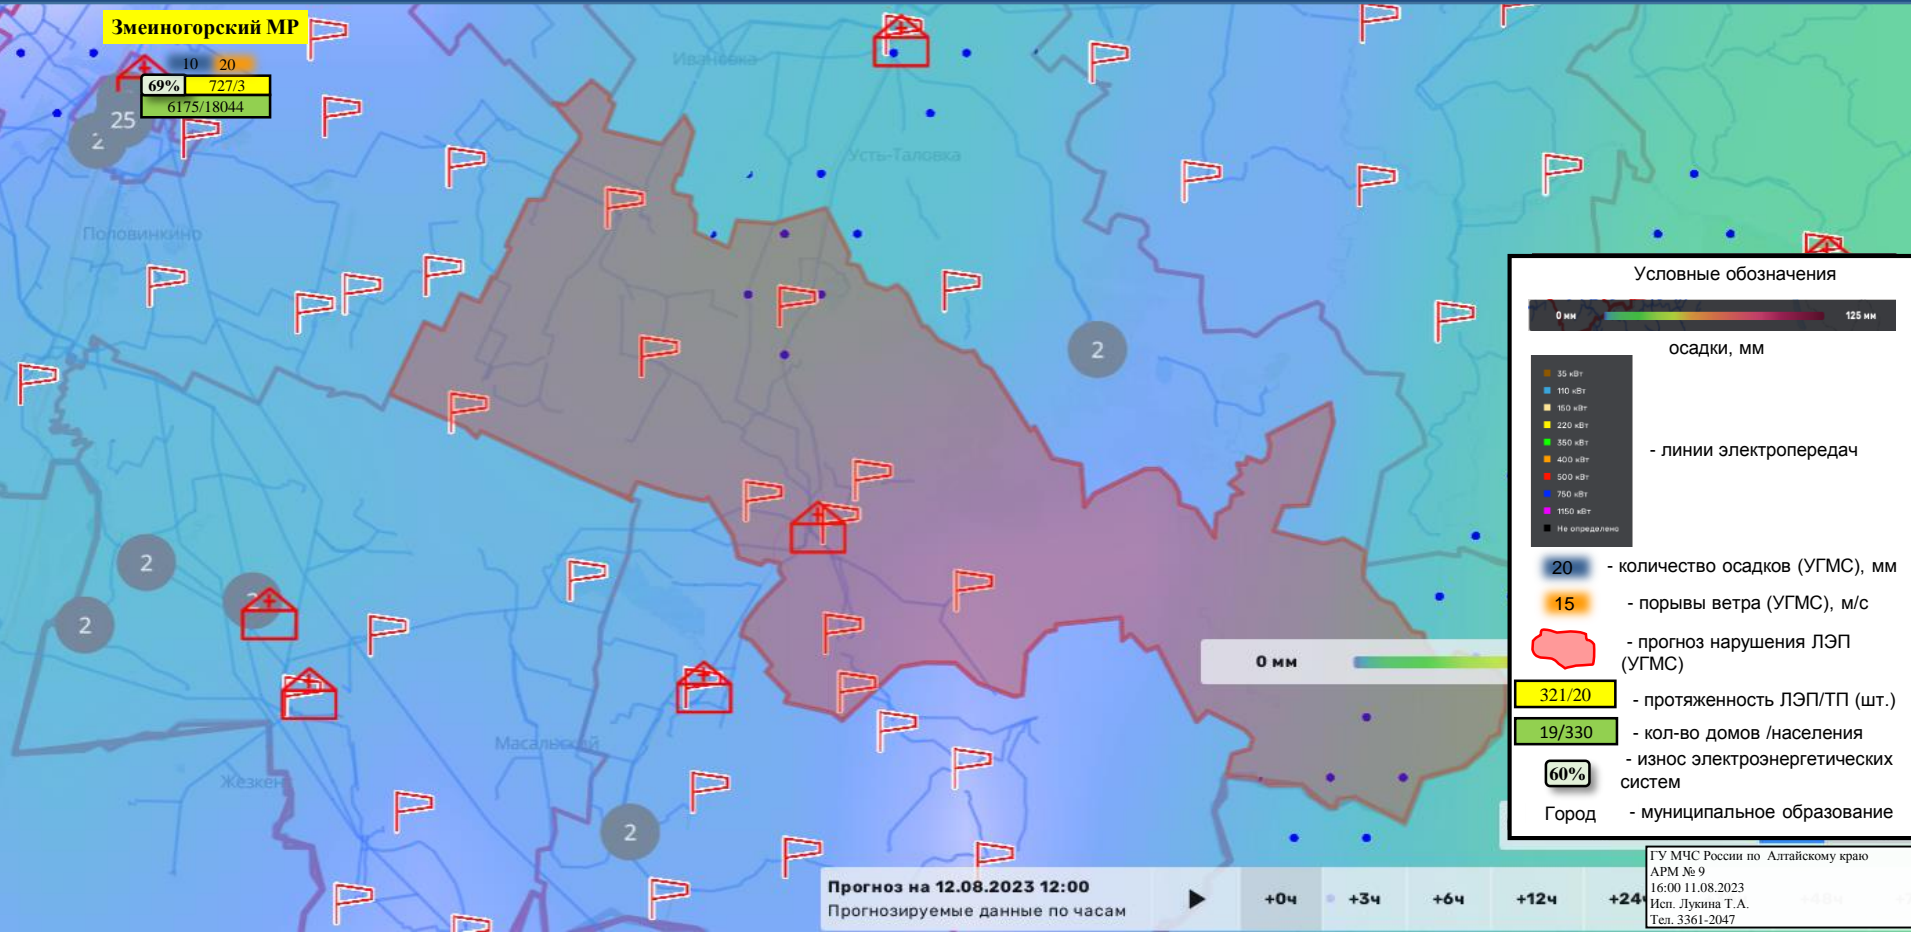 Змеиногорский МР
10 20
69% 727/3
6175/18044
25
2
Ивановка
Усть-Таловка
Половинкино
2
2
2
2
Масальский
Жезкент
2
0 мм
Условные обозначения
0 мм 125 мм
осадки, мм
35 кВт
110 кВт
150 кВт
220 кВт
350 кВт
400 кВт
500 кВт
750 кВт
1150 кВт
Не определено
- линии электропередач
20 - количество осадков (УГМС), мм
15 - порывы ветра (УГМС), м/с
- прогноз нарушения ЛЭП
(УГМС)
321/20 - протяженность ЛЭП/ТП (шт.)
19/330 - кол-во домов /населения
60% - износ электроэнергетических
систем
Город - муниципальное образование
Прогноз на 12.08.2023 12:00
Прогнозируемые данные по часам
+0ч +3ч +6ч +12ч +24ч
ГУ МЧС России по Алтайскому краю
АРМ № 9
16:00 11.08.2023
Исп. Лукина Т.А.
Тел. 3361-2047